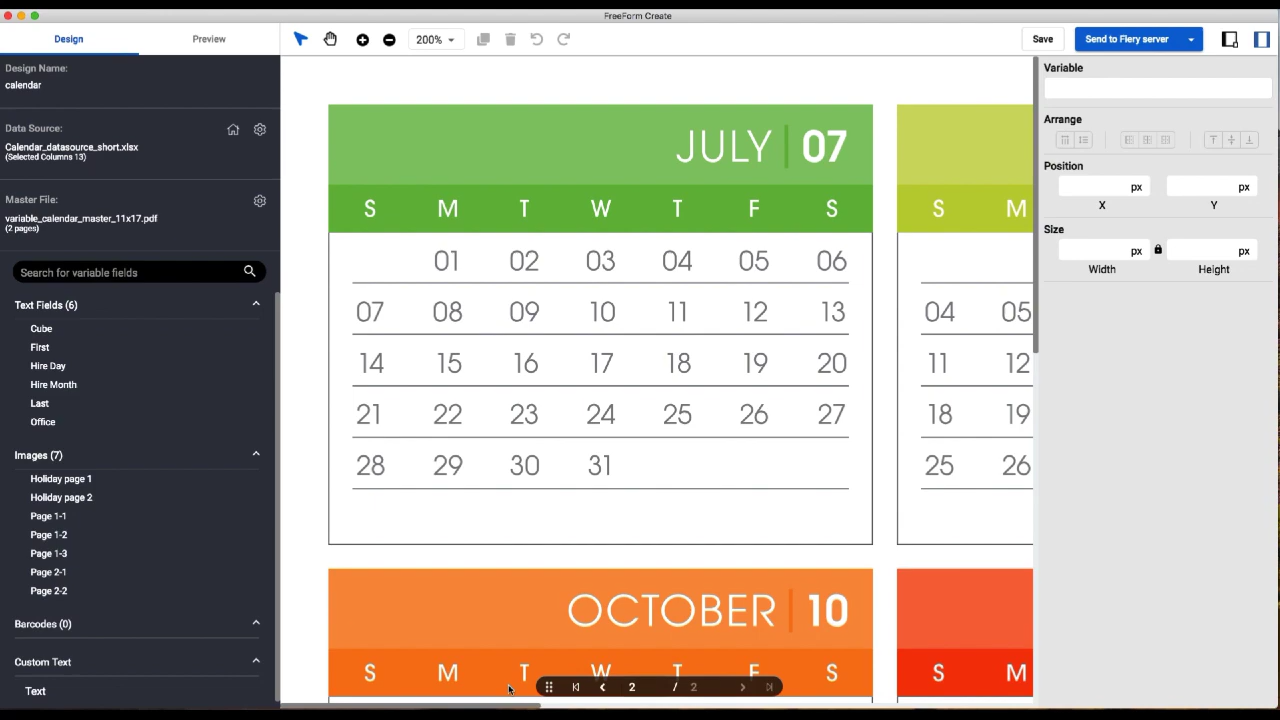 FreeForm Create
Design Preview
200%
Save Send to Fiery server
Design Name:
calendar
Data Source:
Calendar_datasource_short.xlsx
(Selected Columns 13)
Master File:
variable_calendar_master_11x17.pdf
(2 pages)
Search for variable fields
Text Fields (6)
Cube
First
Hire Day
Hire Month
Last
Office
Images (7)
Holiday page 1
Holiday page 2
Page 1-1
Page 1-2
Page 1-3
Page 2-1
Page 2-2
Barcodes (0)
Custom Text
Text
JULY 07
S M T W T F S
01 02 03 04 05 06
07 08 09 10 11 12 13
14 15 16 17 18 19 20
21 22 23 24 25 26 27
28 29 30 31
S M
04 05
11 12
18 19
25 26
OCTOBER 10
S M T W T F S
S M
2 / 2
Variable
Arrange
Position
px px
X Y
Size
px px
Width Height